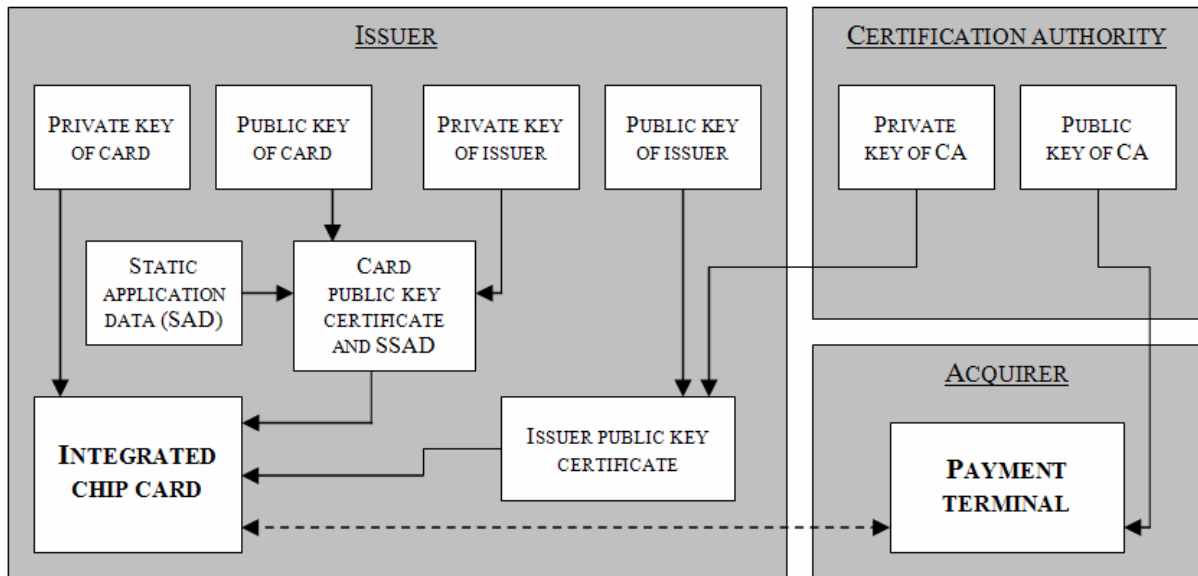 ISSUER
CERTIFICATION AUTHORITY
PRIVATE KEY
OF CARD
PUBLIC KEY
OF CARD
PRIVATE KEY
OF ISSUER
PUBLIC KEY
OF ISSUER
PRIVATE
KEY OF CA
PUBLIC
KEY OF CA
STATIC
APPLICATION
DATA (SAD)
CARD
PUBLIC KEY
CERTIFICATE
AND SSAD
ACQUIRER
INTEGRATED
CHIP CARD
ISSUER PUBLIC KEY
CERTIFICATE
PAYMENT
TERMINAL